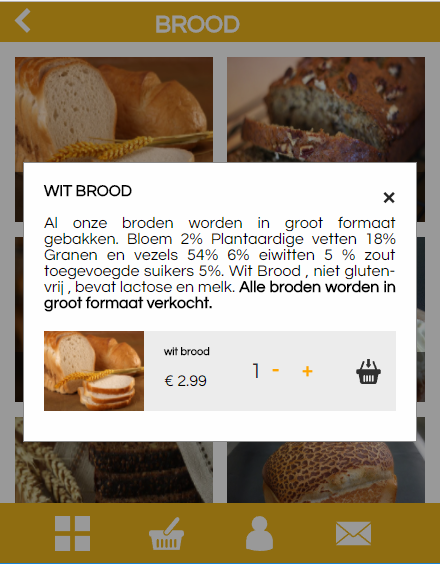 BROOD
WIT BROOD
×
Al onze broden worden in groot formaat
gebakken. Bloem 2% Plantaardige vetten 18%
Granen en vezels 54% 6% eiwitten 5 % zout
toegevoegde suikers 5%. Wit Brood , niet gluten-
vrij , bevat lactose en melk. Alle broden worden in
groot formaat verkocht.
wit brood
€ 2.99
1 - +